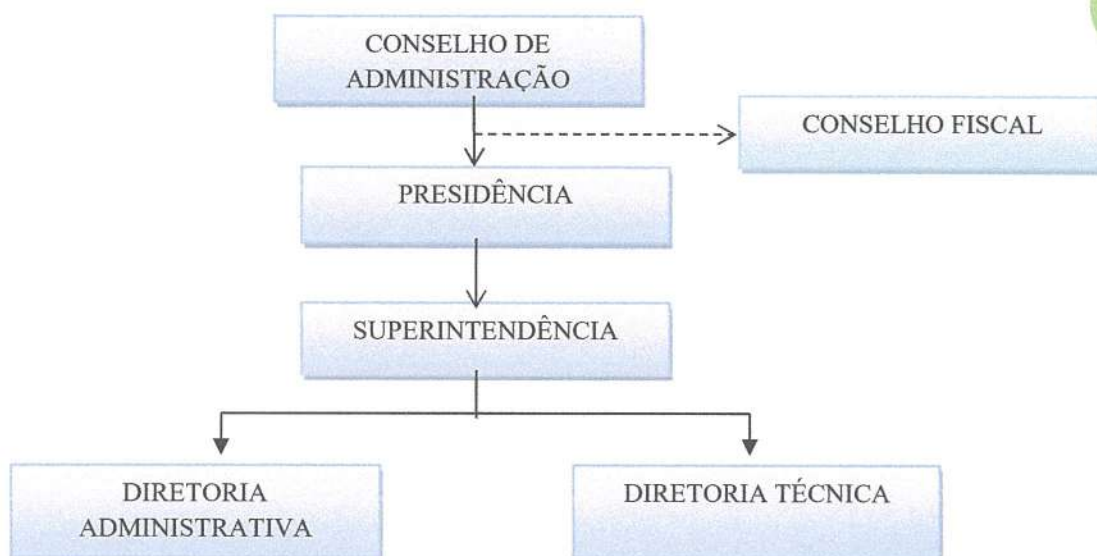 CONSELHO DE
ADMINISTRAÇÃO
CONSELHO FISCAL
PRESIDÊNCIA
SUPERINTENDÊNCIA
DIRETORIA
ADMINISTRATIVA
DIRETORIA TÉCNICA